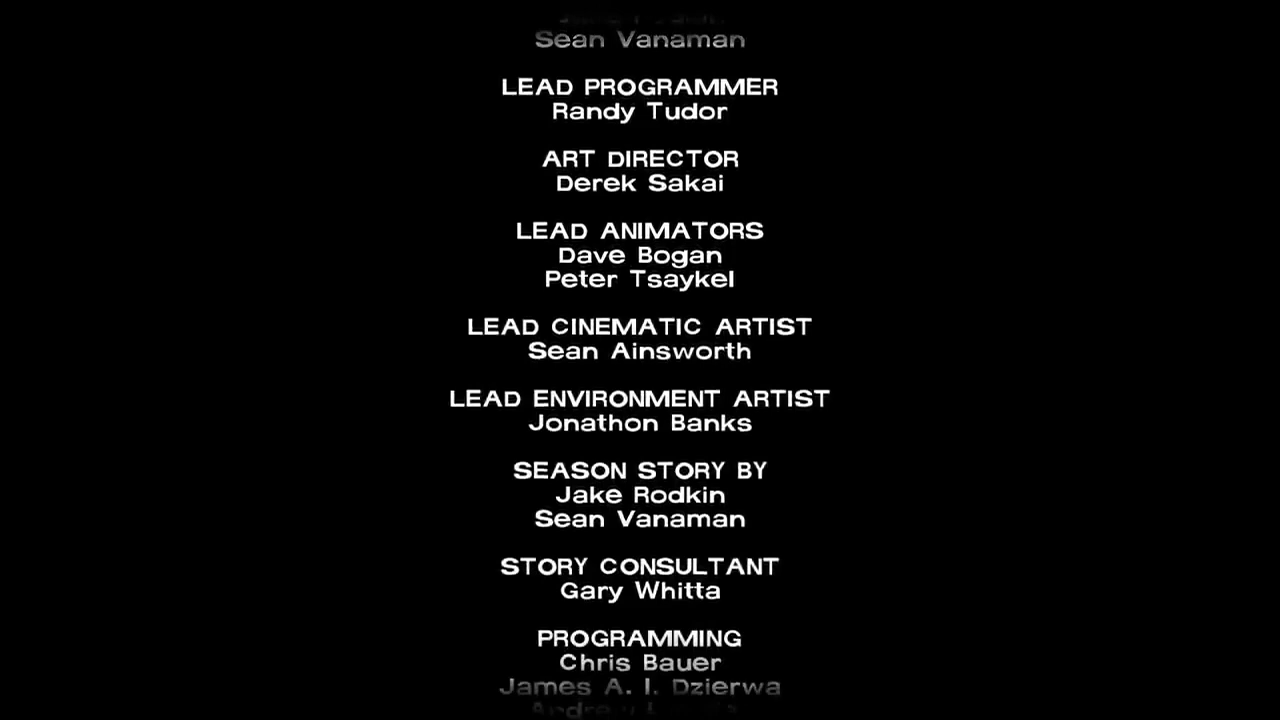 Sean Vanaman
LEAD PROGRAMMER
Randy Tudor
ART DIRECTOR
Derek Sakai
LEAD ANIMATORS
Dave Bogan
Peter Tsaykel
LEAD CINEMATIC ARTIST
Sean Ainsworth
LEAD ENVIRONMENT ARTIST
Jonathon Banks
SEASON STORY BY
Jake Rodkin
Sean Vanaman
STORY CONSULTANT
Gary Whitta
PROGRAMMING
Chris Bauer
James A. I. Dzierwa